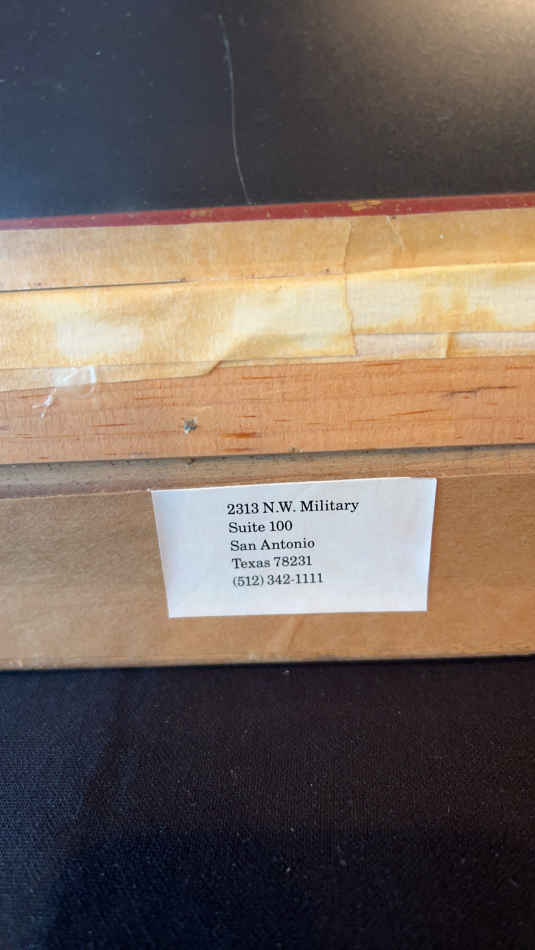 2313 N.W. Military
Suite 100
San Antonio
Texas 78231
(512) 342-1111